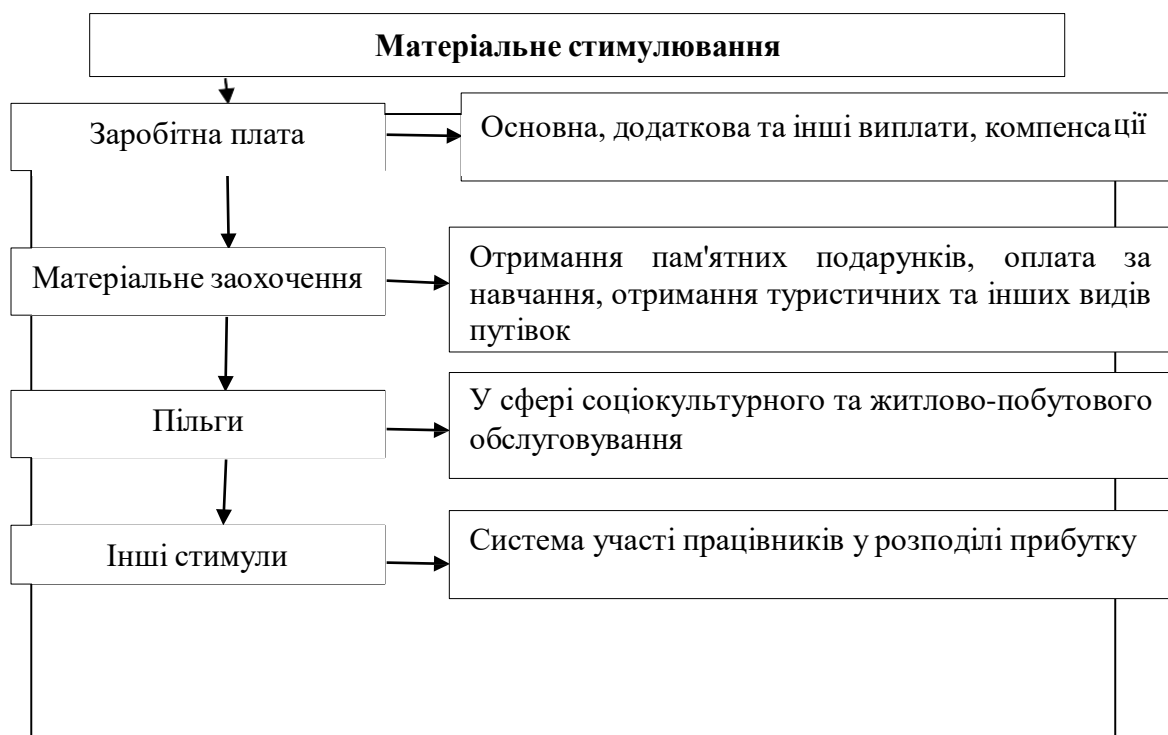 Матеріальне стимулювання
Заробітна плата
Основна, додаткова та інші виплати, компенсації
Матеріальне заохочення
Отримання пам'ятних подарунків, оплата за
навчання, отримання туристичних та інших видів
путівок
Пільги
У сфері соціокультурного та житлово-побутового
обслуговування
Інші стимули
Система участі працівників у розподілі прибутку